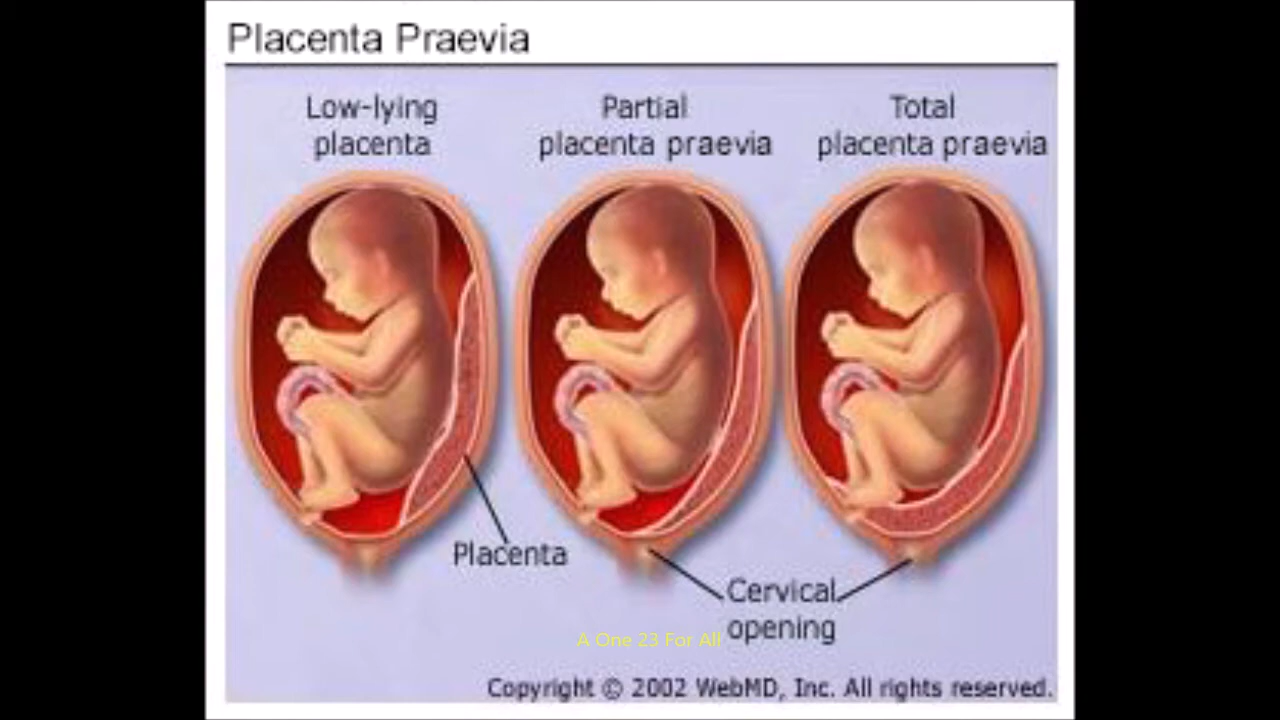 Placenta Praevia
Low-lying
placenta
Partial
placenta praevia
Total
placenta praevia
Placenta
Cervical
opening
A One 23 For All
Copyright © 2002 WebMD, Inc. All rights reserved.